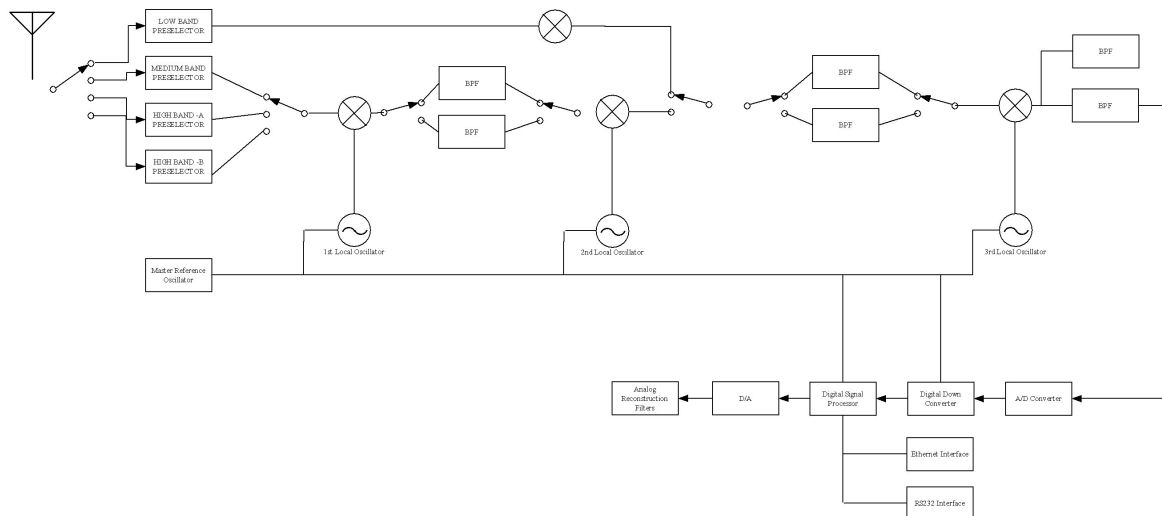 LOW BAND
PRESELECTOR
MEDIUM BAND
PRESELECTOR
HIGH BAND -A
PRESELECTOR
HIGH BAND -B
PRESELECTOR
BPF
BPF
BPF
BPF
BPF
BPF
1st Local Oscillator
2nd Local Oscillator
3rd Local Oscillator
Master Reference
Oscillator
Analog
Reconstruction
Filters
D/A
Digital Signal
Processor
Digital Down
Converter
A/D Converter
Ethernet Interface
RS232 Interface